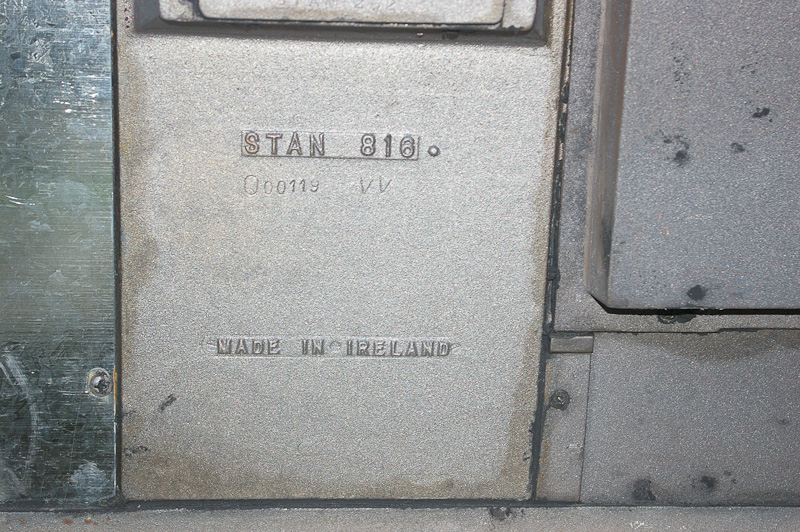 STAN 816.
000119 VV
MADE IN IRELAND